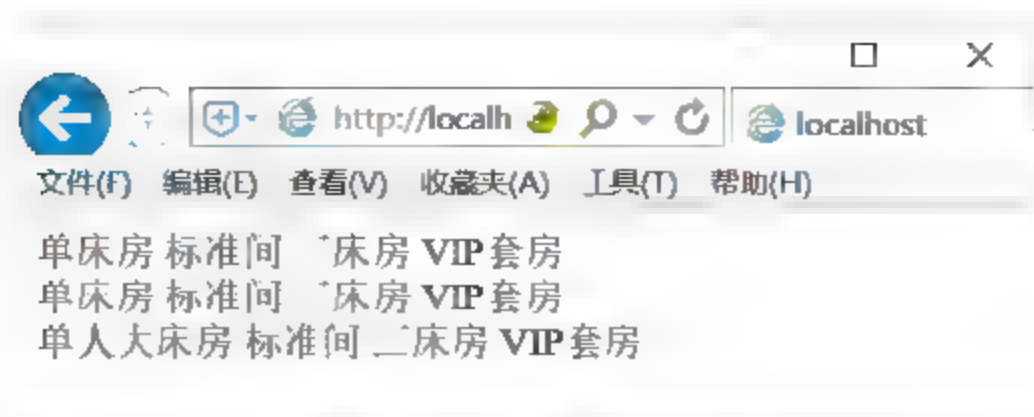 http://localh
localhost
文件(F) 编辑(E) 查看(V) 收藏夹(A) 工具(T) 帮助(H)
单床房 标准间 床房 VIP套房
单床房 标准间 床房 VIP套房
单人大床房 标准间 床房 VIP套房